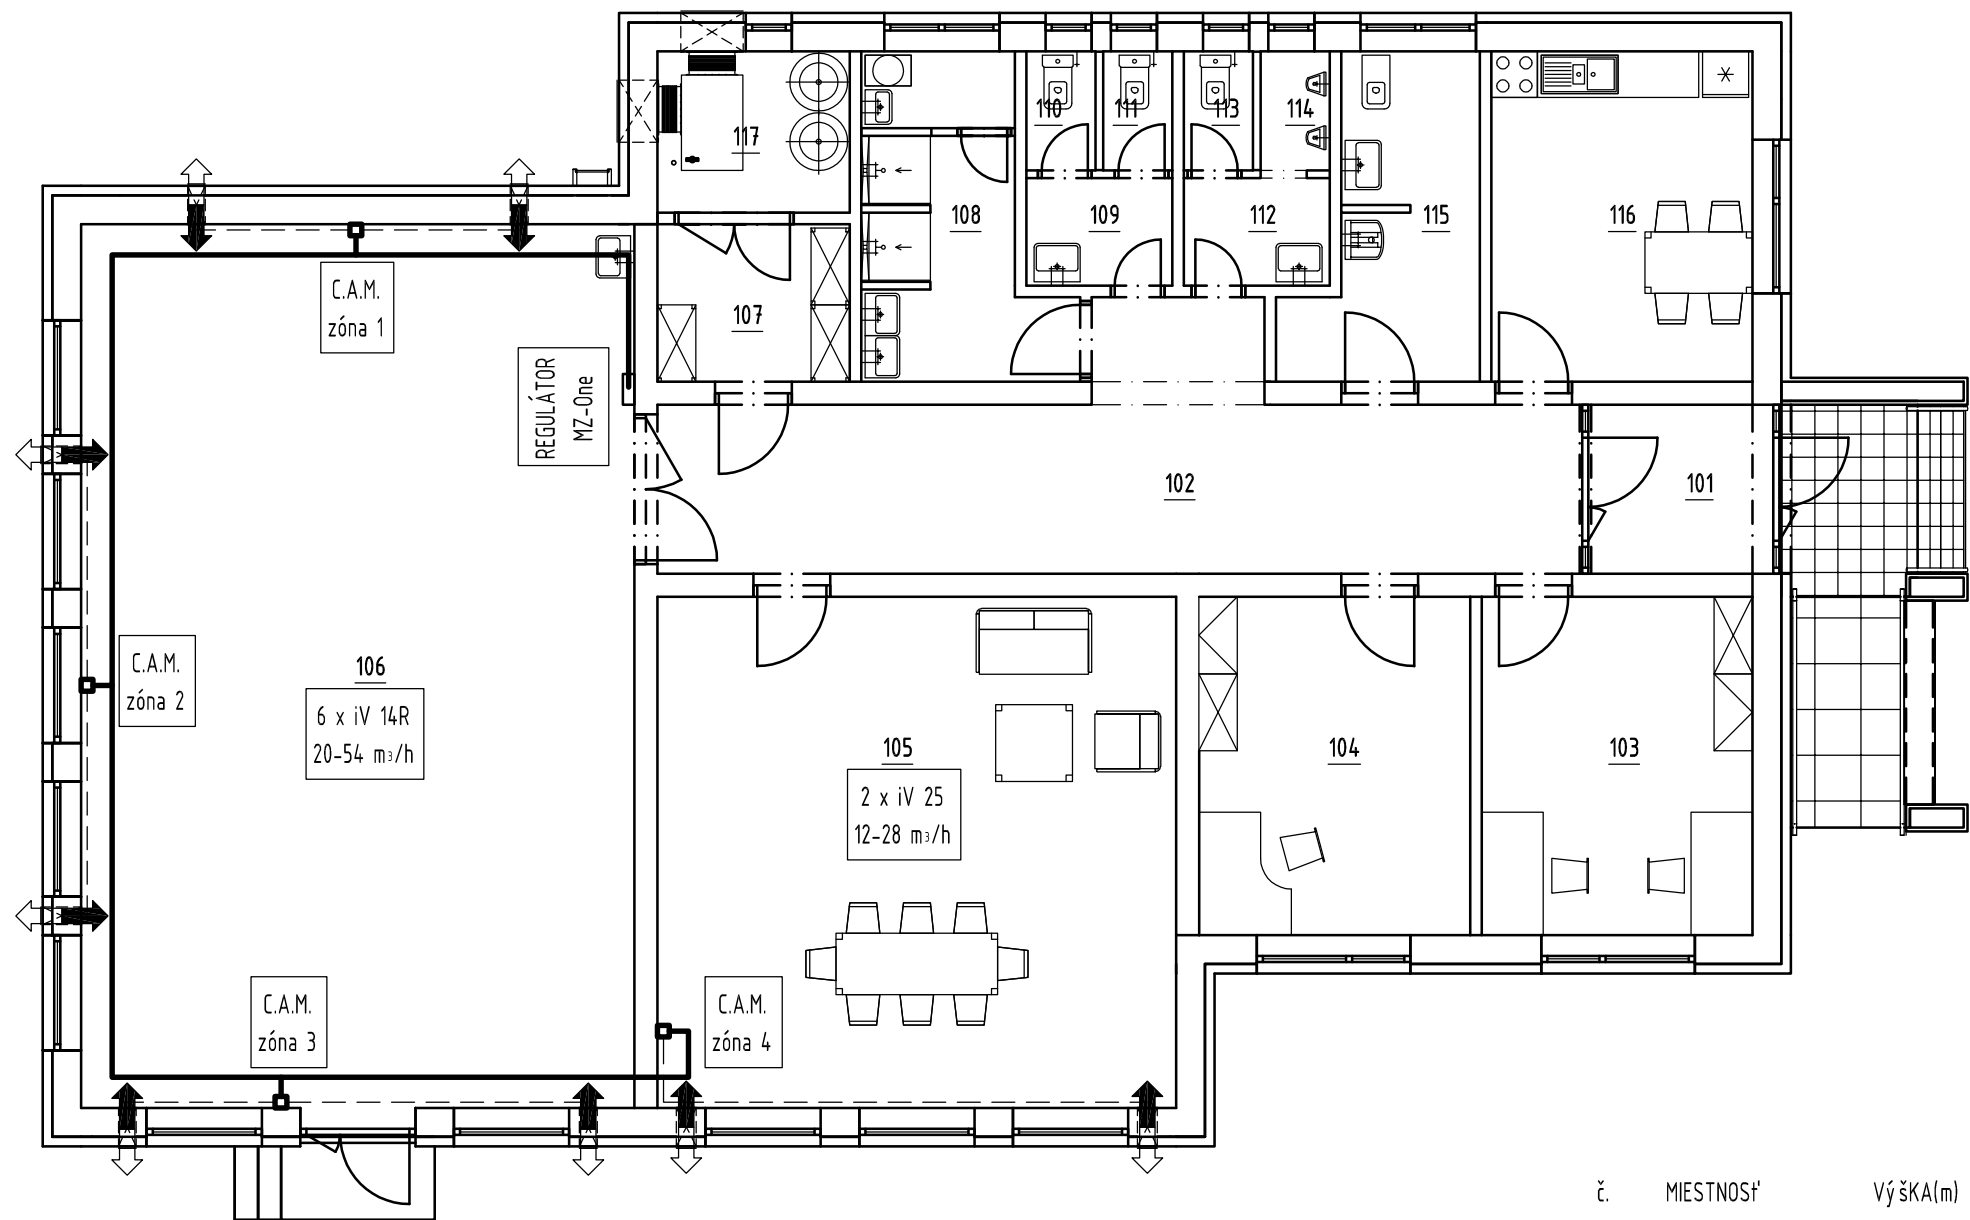 110
111
113
114
117
108
109
112
115
116
C.A.M.
zóna 1
107
REGULÁTOR
MZ-One
102
101
C.A.M.
zóna 2
106
6 x iV 14R
20-54 m³/h
105
2 x iV 25
12-28 m³/h
104
103
C.A.M.
zóna 3
C.A.M.
zóna 4
č. MIESTNOSť VýšKA(m)